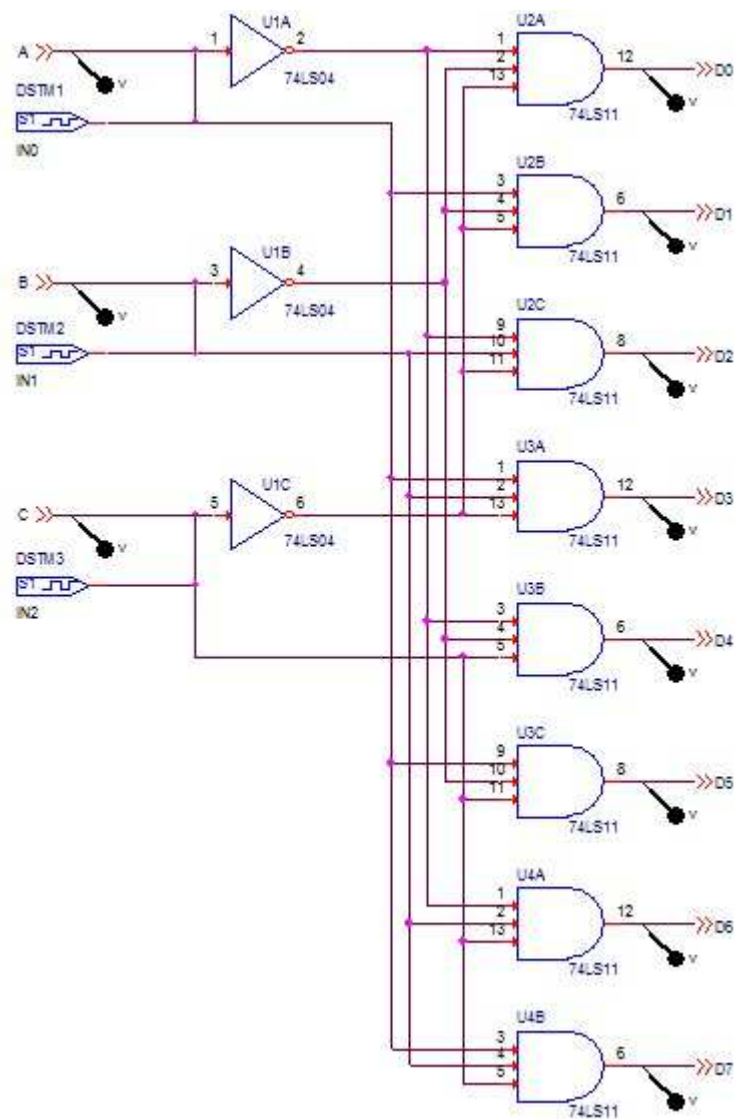 U1A
U2A
A
1
2
1
2
13
12
D0
V
V
DSTM1
74LS04
74LS11
S1
IN0
U2B
3
4
5
6
D1
V
74LS11
U1B
B
3
4
V
74LS04
U2C
DSTM2
9
10
11
8
D2
S1
IN1
V
74LS11
U3A
U1C
1
2
13
12
D3
C
5
6
V
V
74LS04
74LS11
DSTM3
S1
IN2
U3B
3
4
5
6
D4
V
74LS11
U3C
9
10
11
8
D5
V
74LS11
U4A
1
2
13
12
D6
V
74LS11
U4B
3
4
5
6
D7
V
74LS11